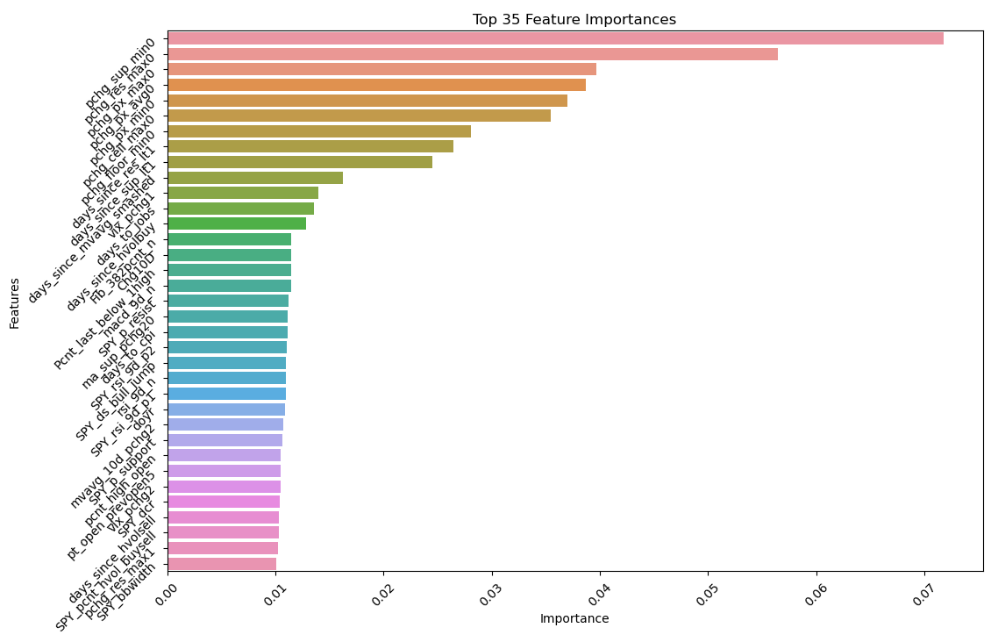 Top 35 Feature Importances
Features
pchg_sup_min0
pchg_res_max0
pchg_px_max0
pchg_px_avg0
pchg_px_min0
pchg_ceil_max0
pchg_floor_min0
days_since_res_lt1
days_since_sup_lt1
days_since_mvavg_smashed
vix_pchg1
days_to_jobs
days_since_hvolbuy
Fib_382pcnt_n
Chg10D
Pcnt_last_below_1high
macd_9d_n
SPY_p_resist
ma_sup_pchg20
days_to_cpi
SPY_rsi_9d_p2
SPY_ds_bull_jump
rsi_9d_n
SPY_rsi_9d_p1
doyr
mvavg_10d_pchg2
SPY_p_support
pcnt_high_open
pt_open_prevopen5
vix_pchg2
SPY_dcr
days_since_hvolsell
SPY_pcnt_hvol_buysell
pchg_res_max1
SPY_bbwidth
0.00 0.01 0.02 0.03 0.04 0.05 0.06 0.07
Importance